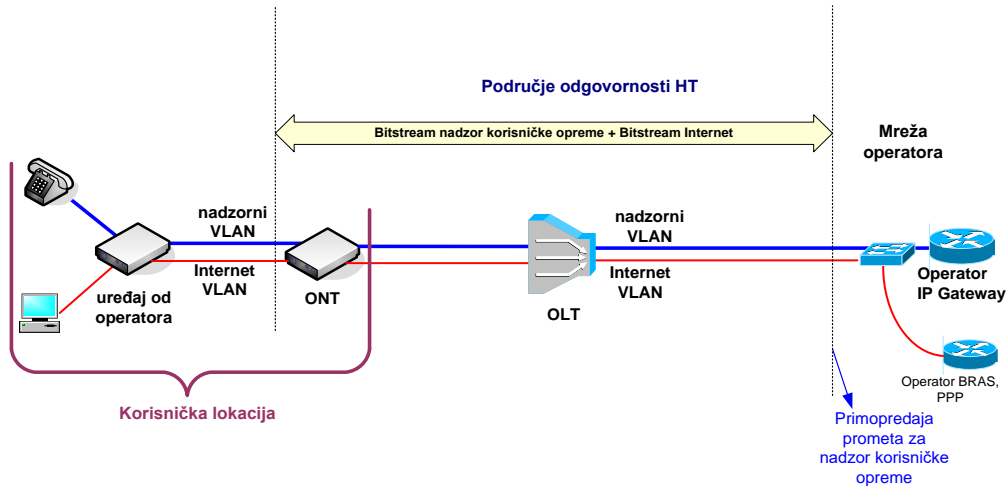 Područje odgovornosti HT
Bitstream nadzor korisničke opreme + Bitstream Internet
Mreža
operatora
nadzorni
VLAN
Internet
VLAN
uređaj od
operatora
ONT
OLT
nadzorni
VLAN
Internet
VLAN
Operator
IP Gateway
Operator BRAS,
PPP
Korisnička lokacija
Primopredaja
prometa za
nadzor korisničke
opreme